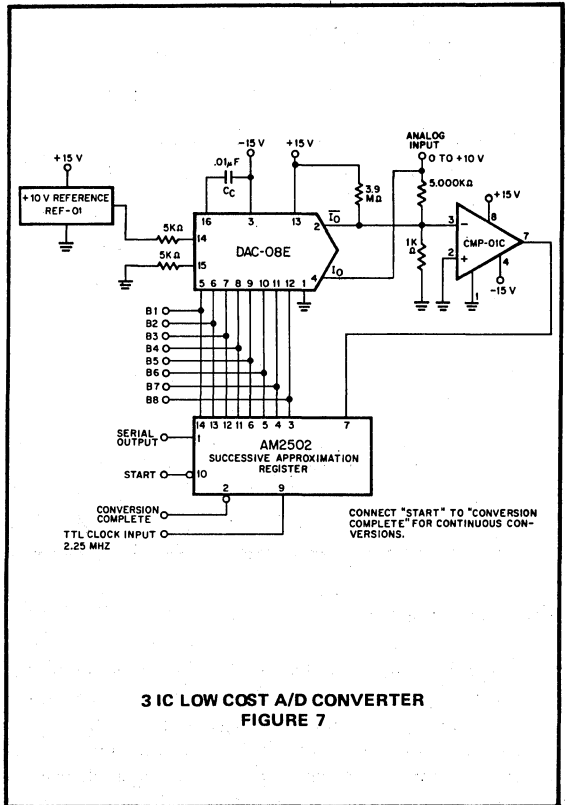 ANALOG
INPUT
0 TO +10 V
-15 V
+15 V
+15 V
.01µF
CC
+10 V REFERENCE
REF-01
3.9
MΩ
5.000KΩ
+15 V
16
3
13
2
I̅O̅
3
8
5KΩ
14
DAC-08E
CMP-01C
7
5KΩ
15
IO
4
1K
Ω
2
4
-15 V
1
5 6 7 8 9 10 11 12 1
B1
B2
B3
B4
B5
B6
B7
B8
14 13 12 11 6 5 4 3
7
SERIAL
OUTPUT
1
AM2502
SUCCESSIVE APPROXIMATION
REGISTER
START
10
2
9
CONVERSION
COMPLETE
TTL CLOCK INPUT
2.25 MHZ
CONNECT "START" TO "CONVERSION
COMPLETE" FOR CONTINUOUS CON-
VERSIONS.
3 IC LOW COST A/D CONVERTER
FIGURE 7